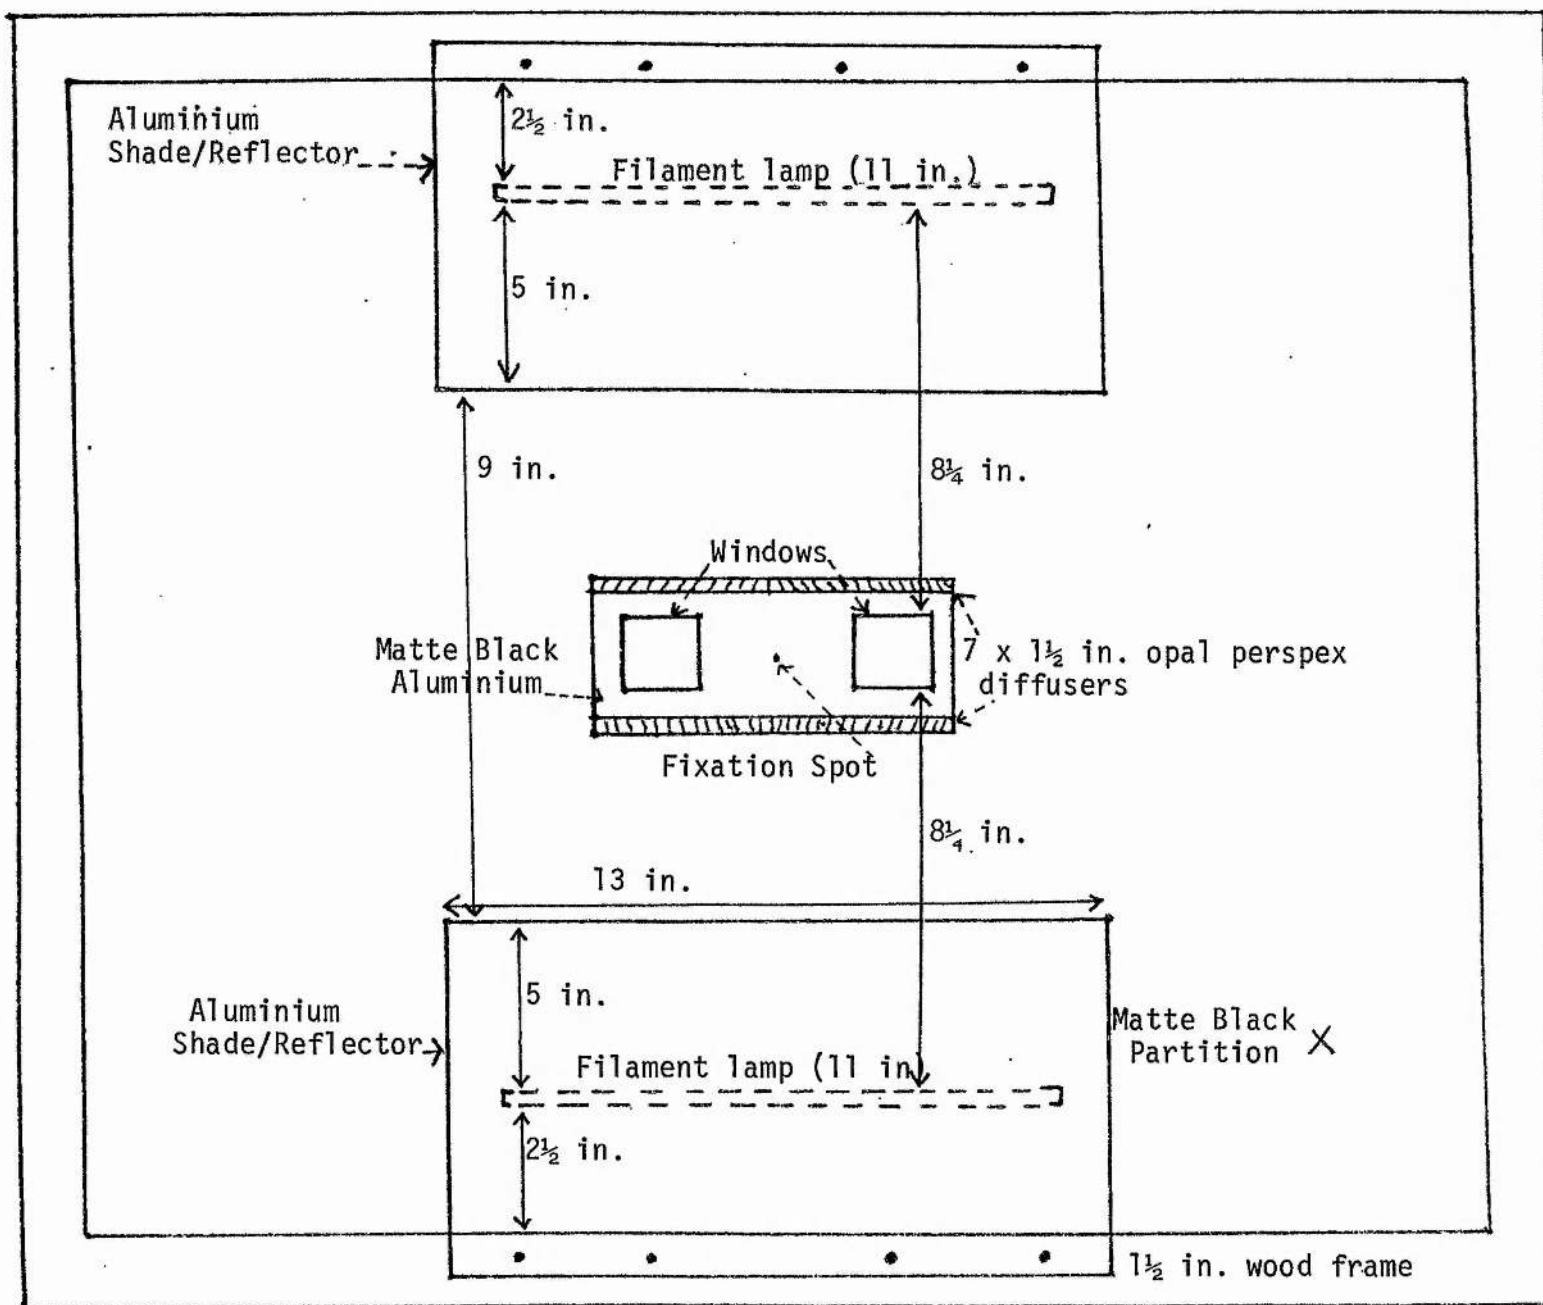 Aluminium
Shade/Reflector
2½ in.
Filament lamp (11 in.)
5 in.
9 in.
8¼ in.
Windows
Matte Black
Aluminium
7 x 1½ in. opal perspex
diffusers
Fixation Spot
8¼ in.
13 in.
5 in.
Aluminium
Shade/Reflector
Matte Black
Partition X
Filament lamp (11 in
2½ in.
1½ in. wood frame